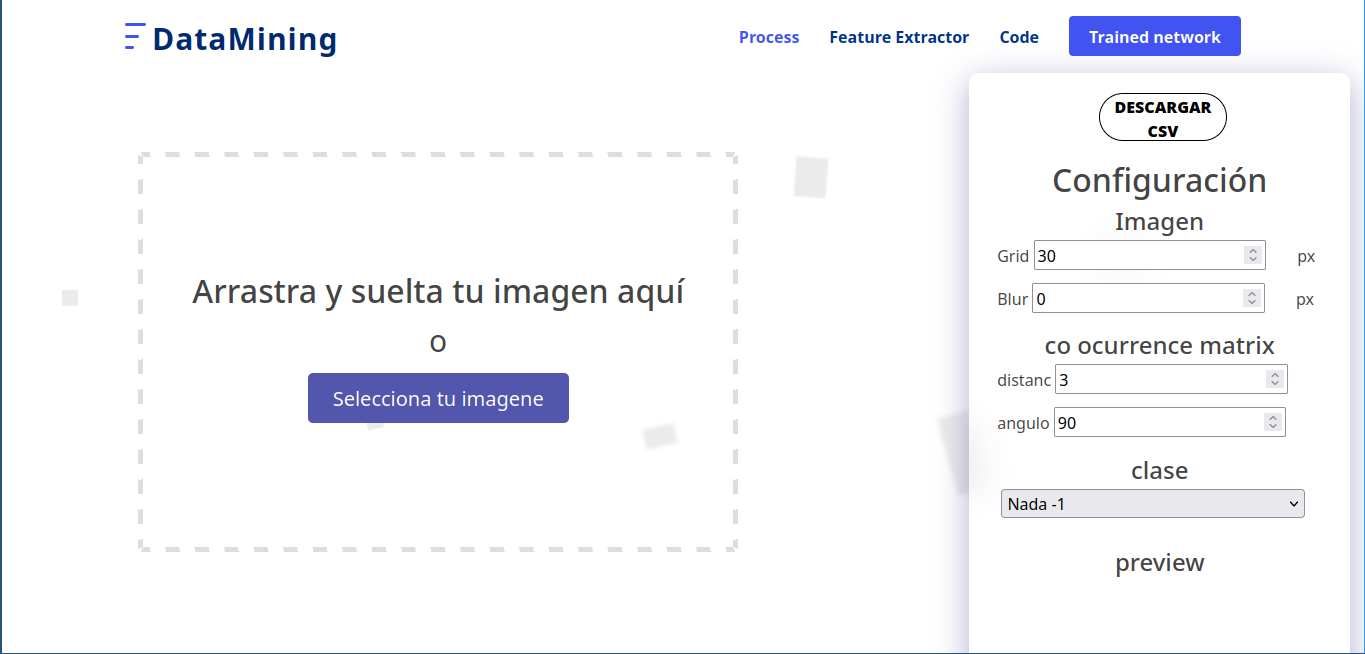 DataMining
Process
Feature Extractor
Code
Trained network
DESCARGAR
CSV
Configuración
Imagen
Grid 30 px
Blur 0 px
co ocurrence matrix
distanc 3
angulo 90
clase
Nada -1
preview
Arrastra y suelta tu imagen aquí
o
Selecciona tu imagene